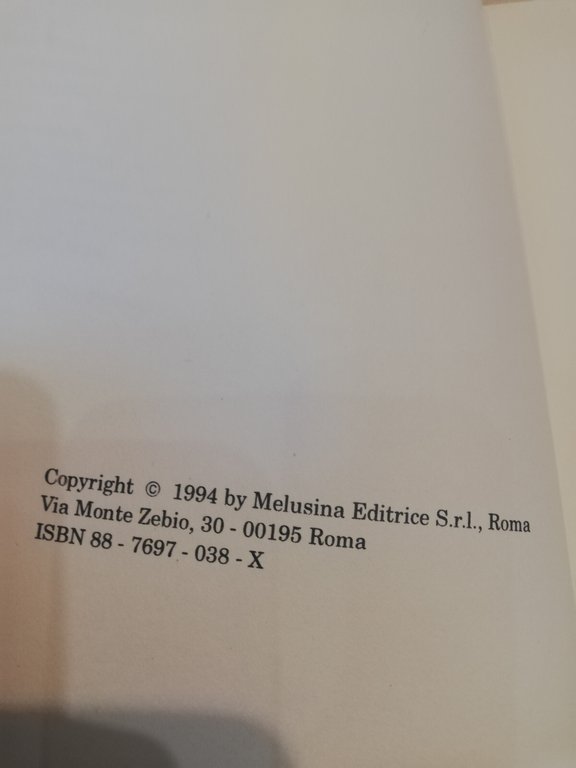 Copyright © 1994 by Melusina Editrice S.r.l., Roma
Via Monte Zebio, 30 - 00195 Roma
ISBN 88 - 7697 - 038 - X